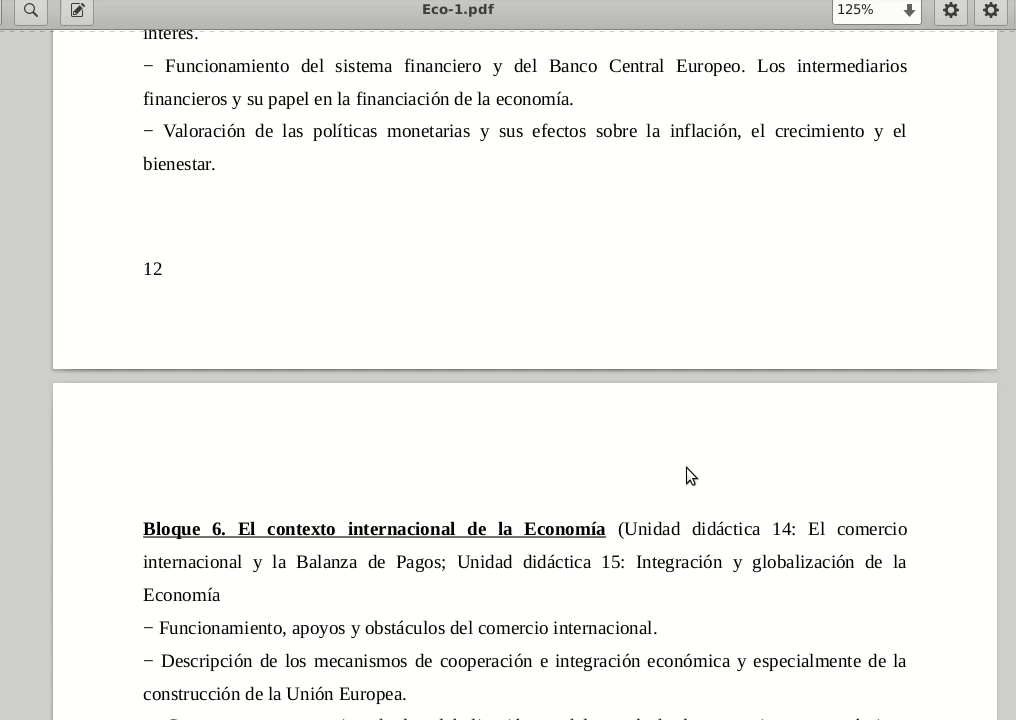 Eco-1.pdf
125%
interés.
− Funcionamiento del sistema financiero y del Banco Central Europeo. Los intermediarios
financieros y su papel en la financiación de la economía.
− Valoración de las políticas monetarias y sus efectos sobre la inflación, el crecimiento y el
bienestar.
12
Bloque 6. El contexto internacional de la Economía (Unidad didáctica 14: El comercio
internacional y la Balanza de Pagos; Unidad didáctica 15: Integración y globalización de la
Economía
− Funcionamiento, apoyos y obstáculos del comercio internacional.
− Descripción de los mecanismos de cooperación e integración económica y especialmente de la
construcción de la Unión Europea.